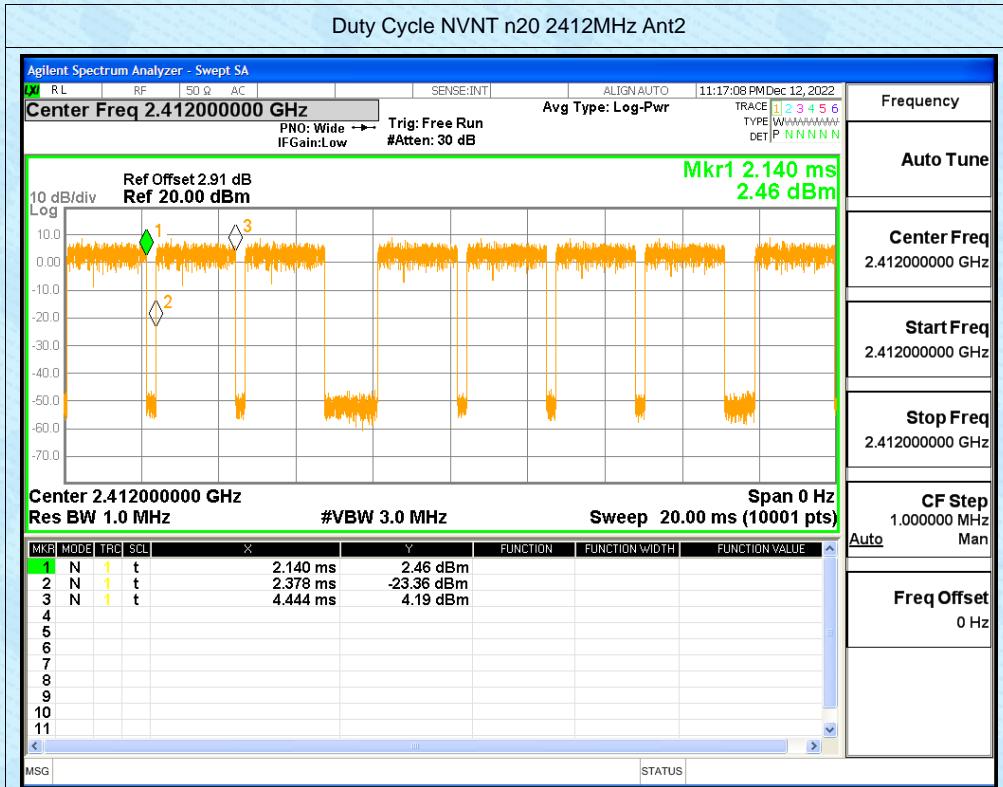 Duty Cycle NVNT n20 2412MHz Ant2
Agilent Spectrum Analyzer - Swept SA
LXI RL RF 50 Ω AC SENSE:INT ALIGN AUTO 11:17:08 PM Dec 12, 2022
Center Freq 2.412000000 GHz
PNO: Wide
IFGain:Low
Trig: Free Run
#Atten: 30 dB
Avg Type: Log-Pwr
TRACE 1 2 3 4 5 6
TYPE WWWWWWW
DET P N N N N N
Ref Offset 2.91 dB
10 dB/div Ref 20.00 dBm
Log
Mkr1 2.140 ms
2.46 dBm
10.0
0.00
-10.0
-20.0
-30.0
-40.0
-50.0
-60.0
-70.0
1
2
3
Center 2.412000000 GHz Span 0 Hz
Res BW 1.0 MHz #VBW 3.0 MHz Sweep 20.00 ms (10001 pts)
MKR MODE TRC SCL X Y FUNCTION FUNCTION WIDTH FUNCTION VALUE
1 N 1 t 2.140 ms 2.46 dBm
2 N 1 t 2.378 ms -23.36 dBm
3 N 1 t 4.444 ms 4.19 dBm
4
5
6
7
8
9
10
11
MSG STATUS
Frequency
Auto Tune
Center Freq
2.412000000 GHz
Start Freq
2.412000000 GHz
Stop Freq
2.412000000 GHz
CF Step
1.000000 MHz
Auto Man
Freq Offset
0 Hz